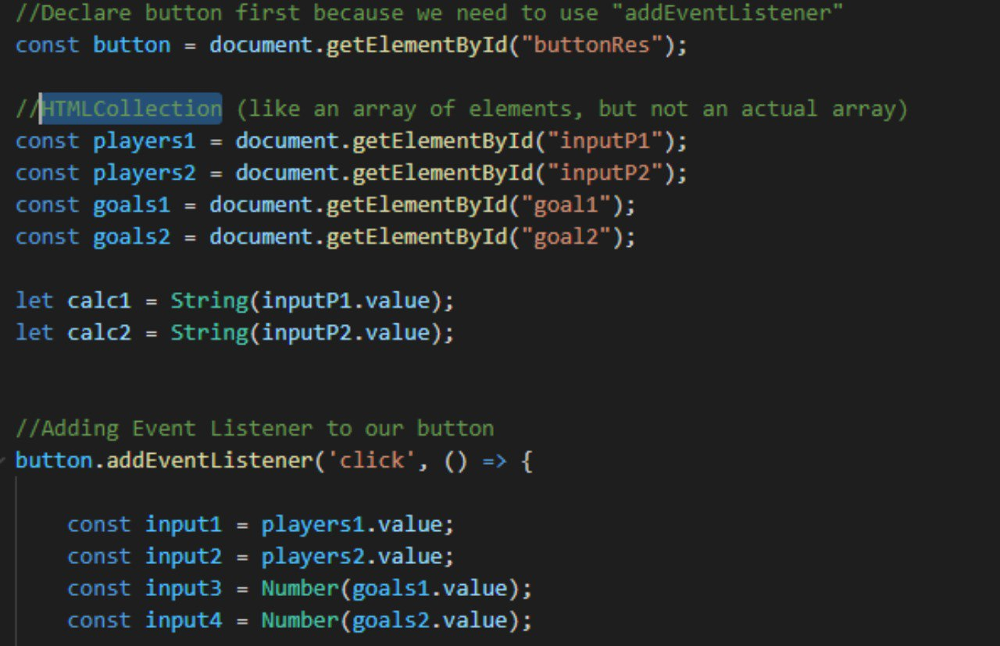 //Declare button first because we need to use "addEventListener"
const button = document.getElementById("buttonRes");
//HTMLCollection (like an array of elements, but not an actual array)
const players1 = document.getElementById("inputP1");
const players2 = document.getElementById("inputP2");
const goals1 = document.getElementById("goal1");
const goals2 = document.getElementById("goal2");
let calc1 = String(inputP1.value);
let calc2 = String(inputP2.value);
//Adding Event Listener to our button
button.addEventListener('click', () => {
const input1 = players1.value;
const input2 = players2.value;
const input3 = Number(goals1.value);
const input4 = Number(goals2.value);